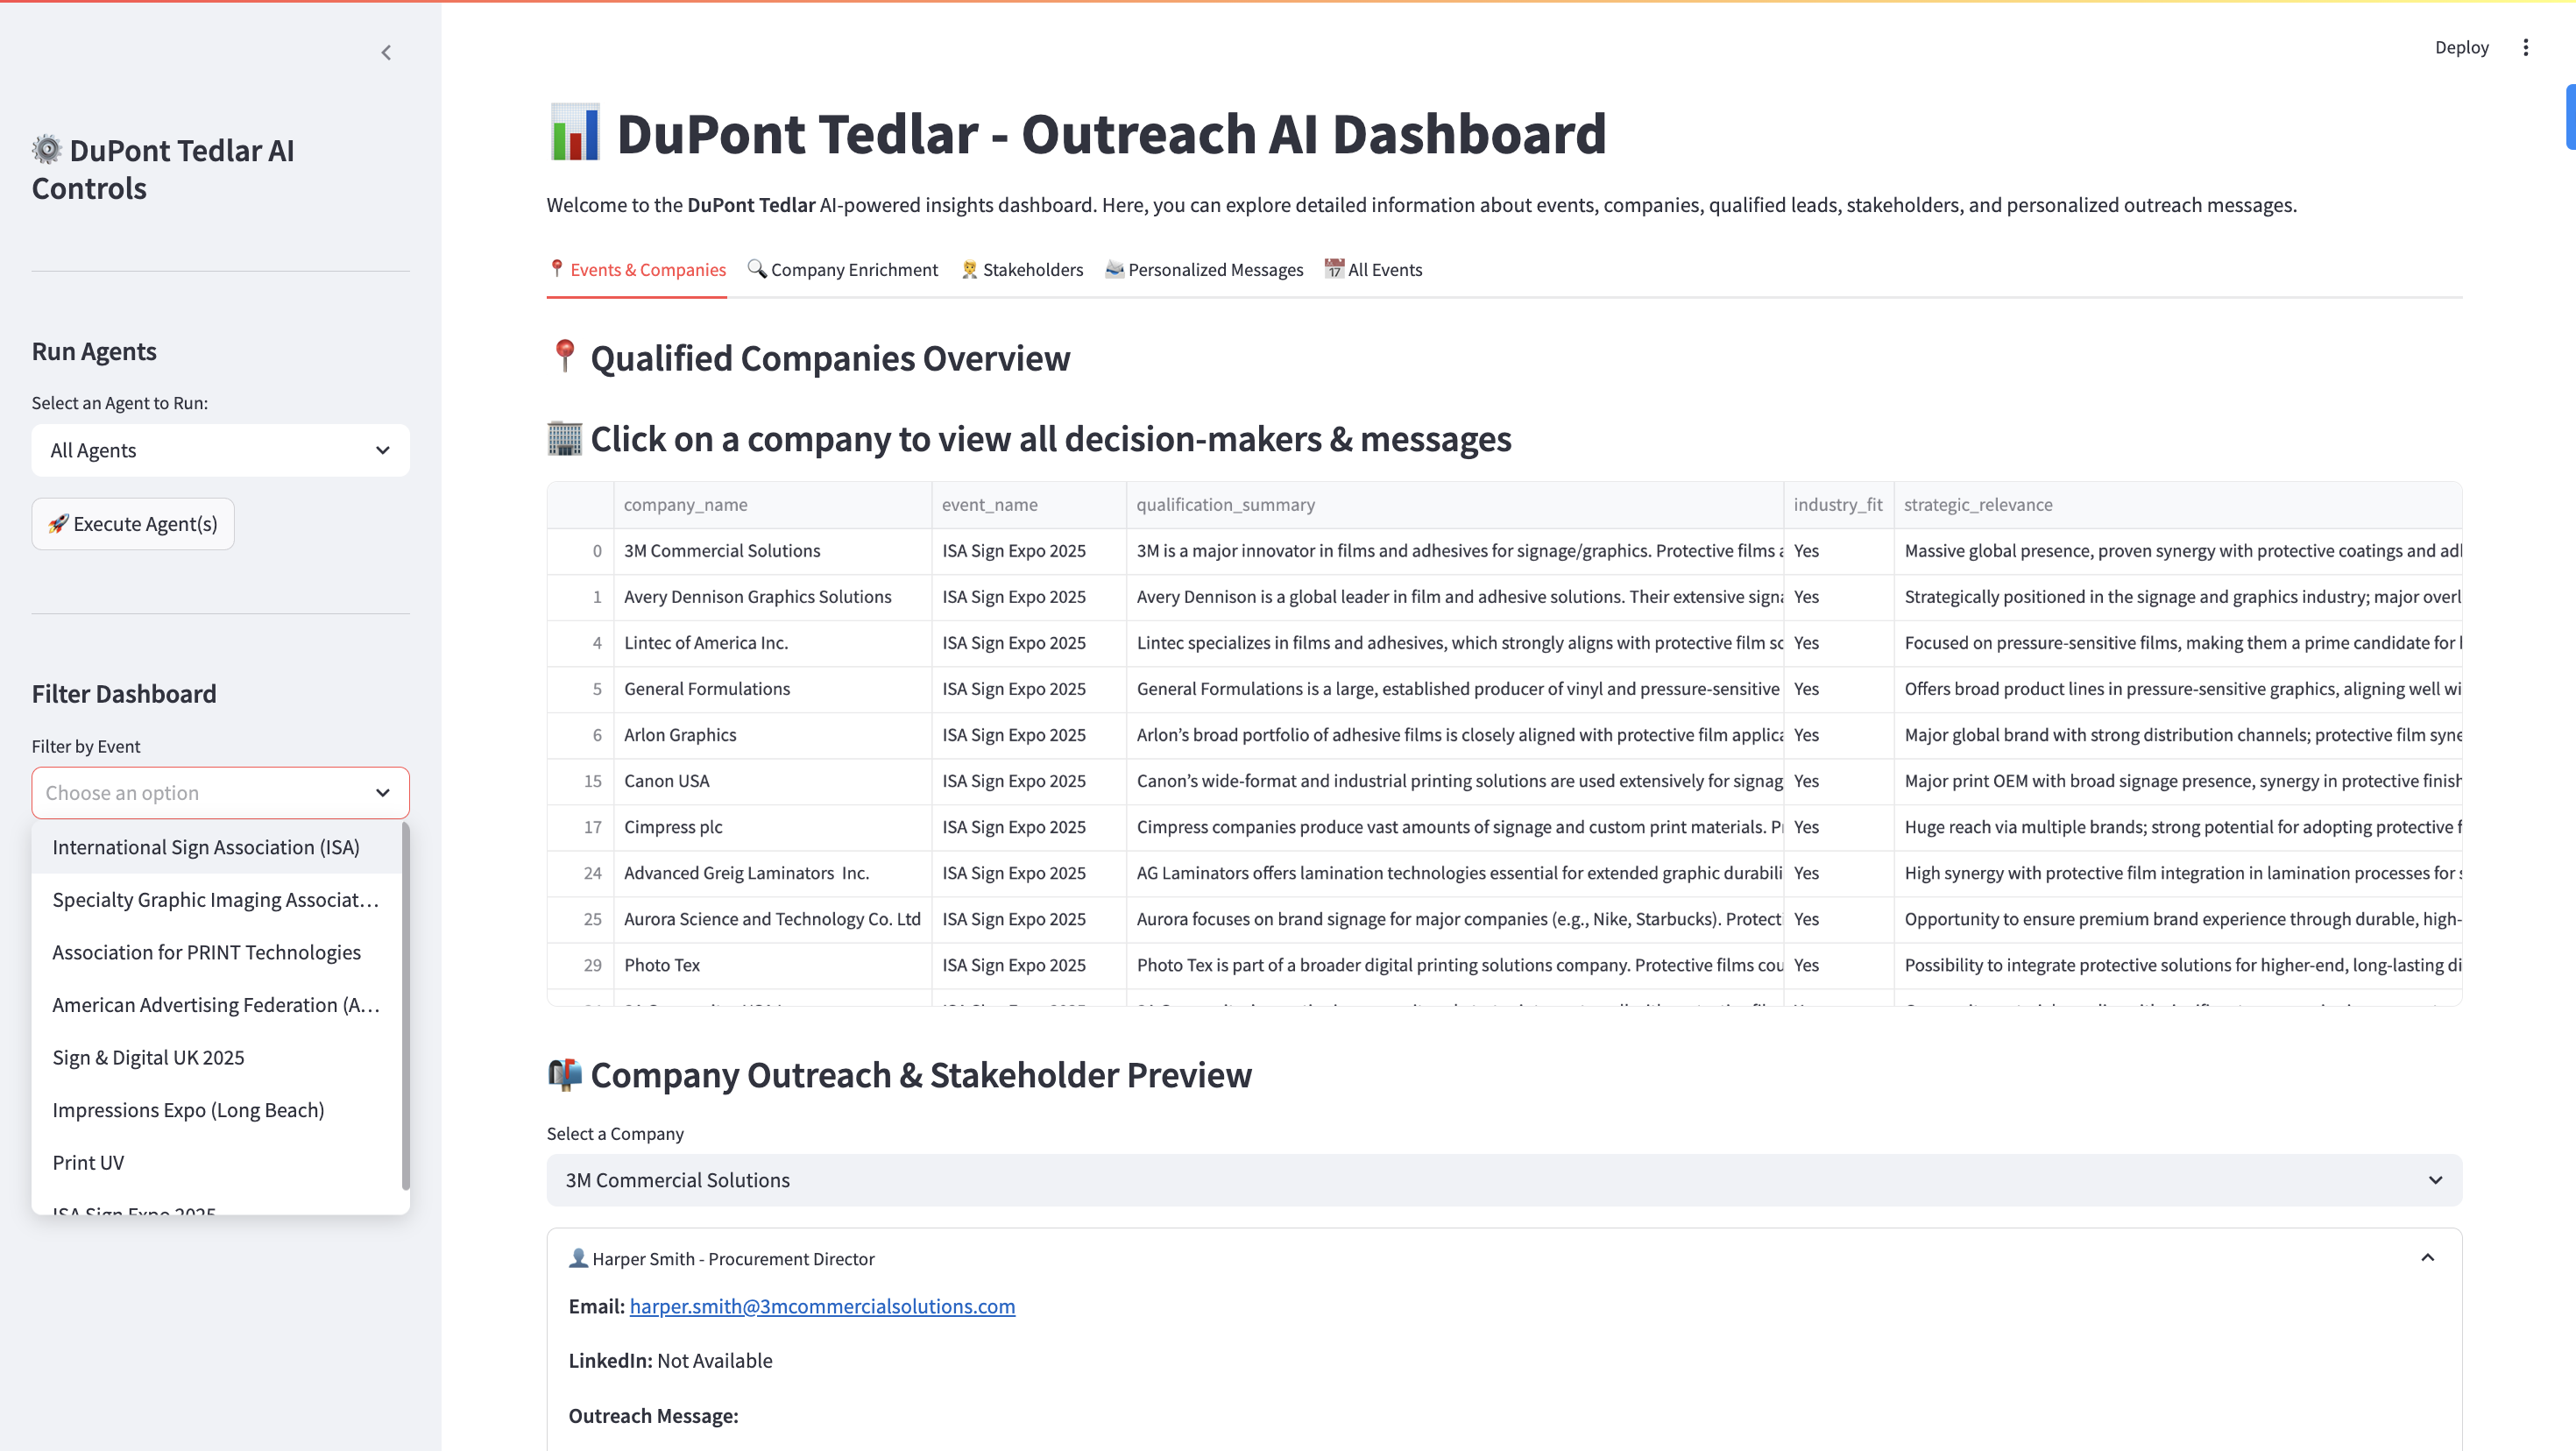 Deploy
DuPont Tedlar AI
Controls
Run Agents
Select an Agent to Run:
All Agents
Execute Agent(s)
Filter Dashboard
Filter by Event
Choose an option
International Sign Association (ISA)
Specialty Graphic Imaging Associat…
Association for PRINT Technologies
American Advertising Federation (A…
Sign & Digital UK 2025
Impressions Expo (Long Beach)
Print UV
ISA Sign Expo 2025
DuPont Tedlar - Outreach AI Dashboard
Welcome to the DuPont Tedlar AI-powered insights dashboard. Here, you can explore detailed information about events, companies, qualified leads, stakeholders, and personalized outreach messages.
Events & Companies Company Enrichment Stakeholders Personalized Messages 17 All Events
Qualified Companies Overview
Click on a company to view all decision-makers & messages
company_name event_name qualification_summary industry_fit strategic_relevance
0 3M Commercial Solutions ISA Sign Expo 2025 3M is a major innovator in films and adhesives for signage/graphics. Protective films Yes Massive global presence, proven synergy with protective coatings and
1 Avery Dennison Graphics Solutions ISA Sign Expo 2025 Avery Dennison is a global leader in film and adhesive solutions. Their extensive Yes Strategically positioned in the signage and graphics industry; major
4 Lintec of America Inc. ISA Sign Expo 2025 Lintec specializes in films and adhesives, which strongly aligns with protective film Yes Focused on pressure-sensitive films, making them a prime candidate for
5 General Formulations ISA Sign Expo 2025 General Formulations is a large, established producer of vinyl and pressure-sensitive Yes Offers broad product lines in pressure-sensitive graphics, aligning well wi
6 Arlon Graphics ISA Sign Expo 2025 Arlon’s broad portfolio of adhesive films is closely aligned with protective film applica Yes Major global brand with strong distribution channels; protective film syne
15 Canon USA ISA Sign Expo 2025 Canon’s wide-format and industrial printing solutions are used extensively for signag Yes Major print OEM with broad signage presence, synergy in protective finish
17 Cimpress plc ISA Sign Expo 2025 Cimpress companies produce vast amounts of signage and custom print materials. Yes Huge reach via multiple brands; strong potential for adopting protective
24 Advanced Greig Laminators Inc. ISA Sign Expo 2025 AG Laminators offers lamination technologies essential for extended graphic durabili Yes High synergy with protective film integration in lamination processes for
25 Aurora Science and Technology Co. Ltd ISA Sign Expo 2025 Aurora focuses on brand signage for major companies (e.g., Nike, Starbucks). Protect Yes Opportunity to ensure premium brand experience through durable, high-
29 Photo Tex ISA Sign Expo 2025 Photo Tex is part of a broader digital printing solutions company. Protective films cou Yes Possibility to integrate protective solutions for higher-end, long-lasting di
Company Outreach & Stakeholder Preview
Select a Company
3M Commercial Solutions
Harper Smith - Procurement Director
Email: harper.smith@3mcommercialsolutions.com
LinkedIn: Not Available
Outreach Message: